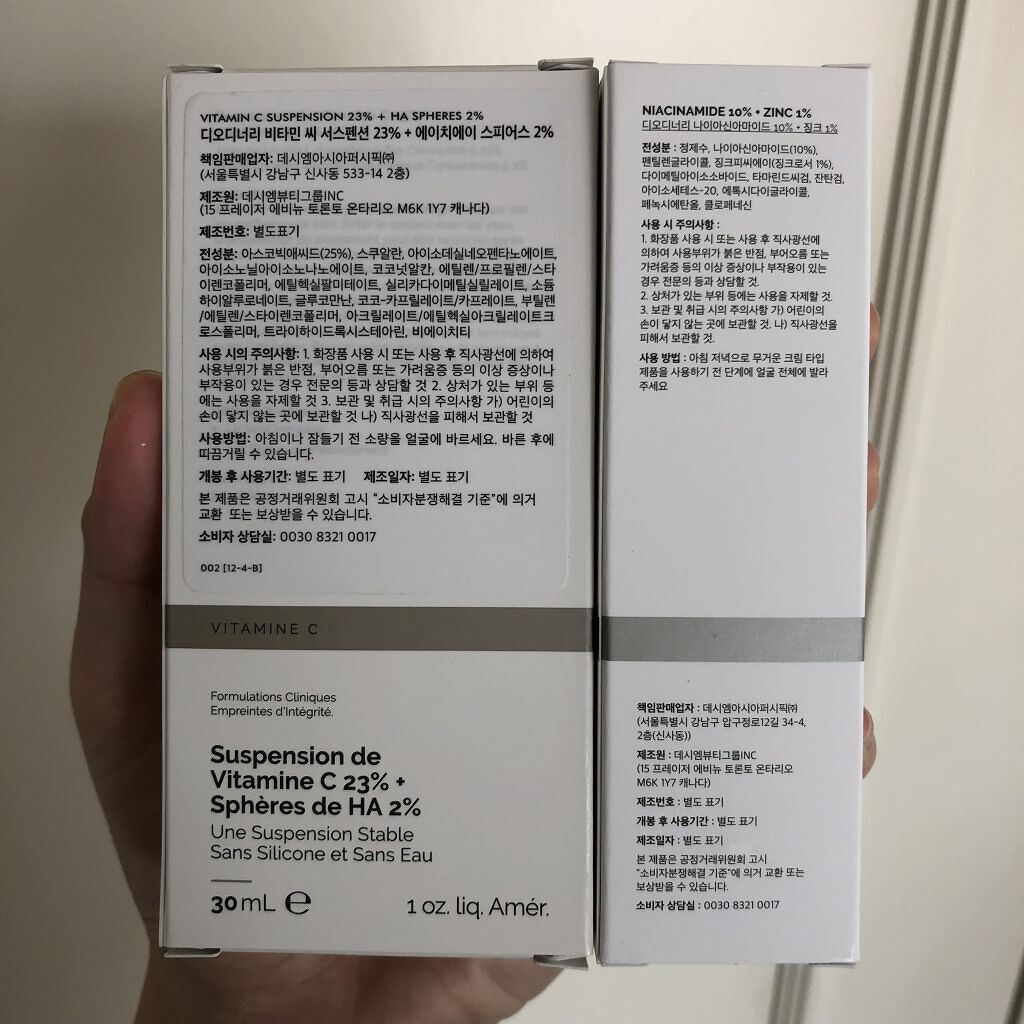 VITAMIN C SUSPENSION 23% + HA SPHERES 2%
디오디너리 비타민 씨 서스펜션 23% + 에이치에이 스피어스 2%
책임판매업자: 데시엠아시아퍼시픽㈜
(서울특별시 강남구 신사동 533-14 2층)
제조원: 데시엠뷰티그룹INC
(15 프레이저 에비뉴 토론토 온타리오 M6K 1Y7 캐나다)
제조번호: 별도표기
전성분: 아스코빅애씨드(25%), 스쿠알란, 아이소데실네오펜타노에이트,
아이소노닐아이소노나노에이트, 코코넛알칸, 에틸렌/프로필렌/스타
이렌코폴리머, 에틸헥실팔미테이트, 실리카다이메틸실릴레이트, 소듐
하이알루로네이트, 글루코만난, 코코-카프릴레이트/카프레이트, 부틸렌
/에틸렌/스타이렌코폴리머, 아크릴레이트/에틸헥실아크릴레이트크
로스폴리머, 트라이하이드록시스테아린, 비에이치티
사용 시의 주의사항: 1. 화장품 사용 시 또는 사용 후 직사광선에 의하여
사용부위가 붉은 반점, 부어오름 또는 가려움증 등의 이상 증상이나
부작용이 있는 경우 전문의 등과 상담할 것 2. 상처가 있는 부위 등
에는 사용을 자제할 것 3. 보관 및 취급 시의 주의사항 가) 어린이의
손이 닿지 않는 곳에 보관할 것 나) 직사광선을 피해서 보관할 것
사용방법: 아침이나 잠들기 전 소량을 얼굴에 바르세요. 바른 후에
따끔거릴 수 있습니다.
개봉 후 사용기간: 별도 표기 제조일자: 별도 표기
본 제품은 공정거래위원회 고시 "소비자분쟁해결 기준"에 의거
교환 또는 보상받을 수 있습니다.
소비자 상담실: 0030 8321 0017
002 [12-4-B]
VITAMINE C
Formulations Cliniques
Empreintes d'Intégrité.
Suspension de
Vitamine C 23% +
Sphères de HA 2%
Une Suspension Stable
Sans Silicone et Sans Eau
30 mL ℮ 1 oz. liq. Amér.
NIACINAMIDE 10% + ZINC 1%
디오디너리 나이아신아마이드 10% + 징크 1%
전성분 : 정제수, 나이아신아마이드(10%),
펜틸렌글라이콜, 징크피씨에이(징크로서 1%),
다이메틸아이소소바이드, 타마린드씨검, 잔탄검,
아이소세테스-20, 에톡시다이글라이콜,
페녹시에탄올, 클로페네신
사용 시 주의사항 :
1. 화장품 사용 시 또는 사용 후 직사광선에
의하여 사용부위가 붉은 반점, 부어오름 또는
가려움증 등의 이상 증상이나 부작용이 있는
경우 전문의 등과 상담할 것.
2. 상처가 있는 부위 등에는 사용을 자제할 것.
3. 보관 및 취급 시의 주의사항 가) 어린이의
손이 닿지 않는 곳에 보관할 것. 나) 직사광선을
피해서 보관할 것.
사용 방법 : 아침 저녁으로 무거운 크림 타입
제품을 사용하기 전 단계에 얼굴 전체에 발라
주세요
책임판매업자 : 데시엠아시아퍼시픽㈜
(서울특별시 강남구 압구정로12길 34-4,
2층(신사동))
제조원 : 데시엠뷰티그룹INC
(15 프레이저 에비뉴 토론토 온타리오
M6K 1Y7 캐나다)
제조번호 : 별도 표기
개봉 후 사용기간 : 별도 표기
제조일자 : 별도 표기
본 제품은 공정거래위원회 고시
"소비자분쟁해결 기준"에 의거 교환 또는
보상받을 수 있습니다.
소비자 상담실 : 0030 8321 0017